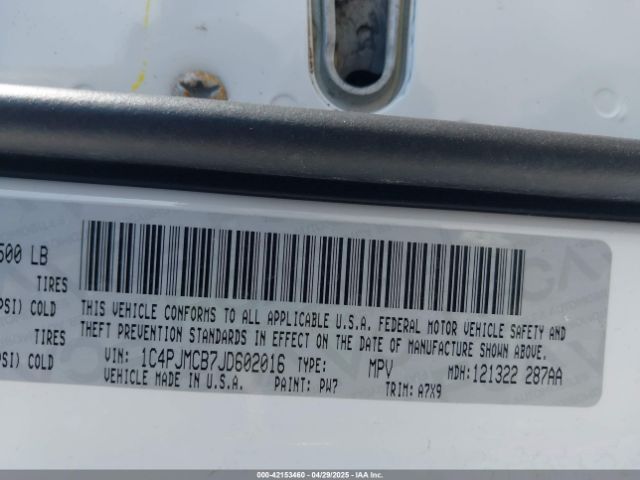 500 LB
TIRES
PSI) COLD
TIRES
PSI) COLD
THIS VEHICLE CONFORMS TO ALL APPLICABLE U.S.A. FEDERAL MOTOR VEHICLE SAFETY AND
THEFT PREVENTION STANDARDS IN EFFECT ON THE DATE OF MANUFACTURE SHOWN ABOVE.
VIN: 1C4PJMCB7JD602016 TYPE: MPV MDH:121322 287AA
VEHICLE MADE IN U.S.A. PAINT: PW7 TRIM: A7X9
000-42153460 - 04/29/2025 - IAAI.COM